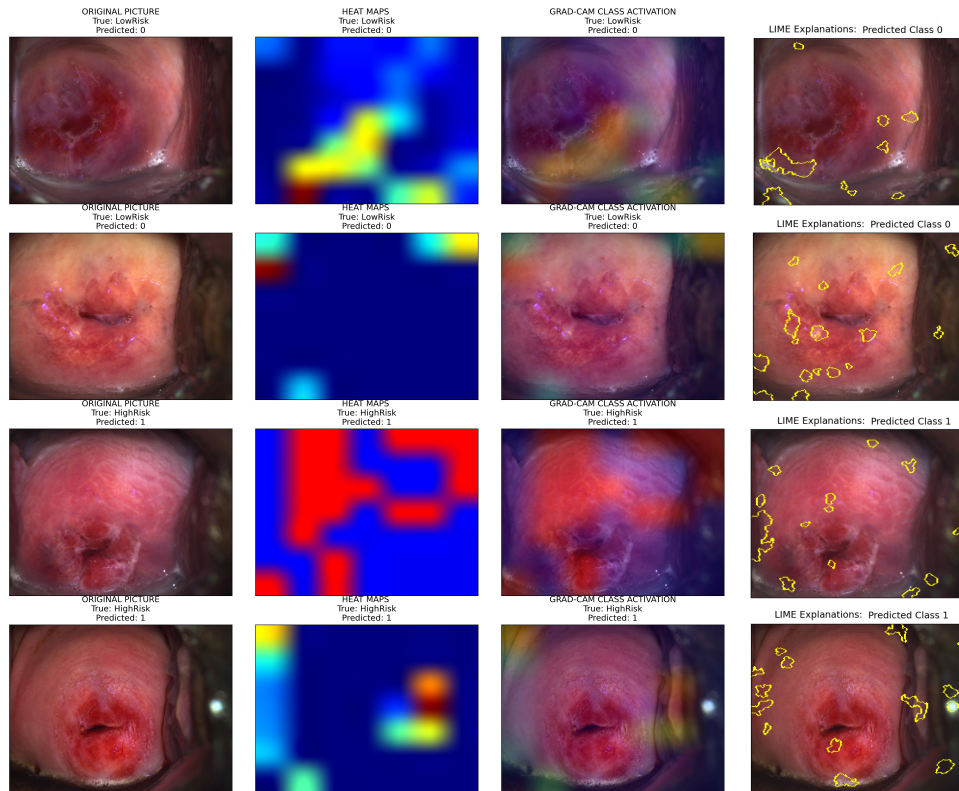 ORIGINAL PICTURE
True: LowRisk
Predicted: 0
HEAT MAPS
True: LowRisk
Predicted: 0
GRAD-CAM CLASS ACTIVATION
True: LowRisk
Predicted: 0
LIME Explanations: Predicted Class 0
ORIGINAL PICTURE
True: LowRisk
Predicted: 0
HEAT MAPS
True: LowRisk
Predicted: 0
GRAD-CAM CLASS ACTIVATION
True: LowRisk
Predicted: 0
LIME Explanations: Predicted Class 0
ORIGINAL PICTURE
True: HighRisk
Predicted: 1
HEAT MAPS
True: HighRisk
Predicted: 1
GRAD-CAM CLASS ACTIVATION
True: HighRisk
Predicted: 1
LIME Explanations: Predicted Class 1
ORIGINAL PICTURE
True: HighRisk
Predicted: 1
HEAT MAPS
True: HighRisk
Predicted: 1
GRAD-CAM CLASS ACTIVATION
True: HighRisk
Predicted: 1
LIME Explanations: Predicted Class 1